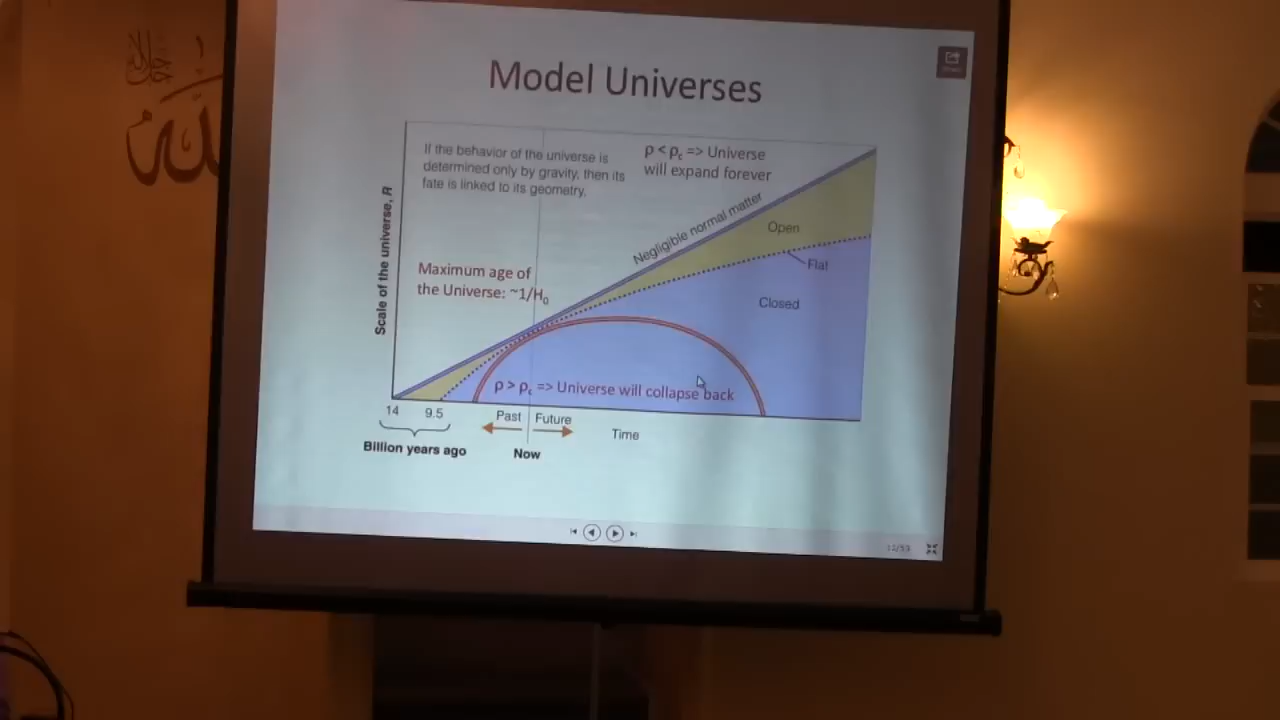 الله
جل جلاله
Model Universes
If the behavior of the universe is
determined only by gravity, then its
fate is linked to its geometry.
ρ < ρc => Universe
will expand forever
Negligible normal matter
Open
Flat
Closed
Maximum age of
the Universe: ~1/H0
Scale of the universe, R
ρ > ρc => Universe will collapse back
14
9.5
Past
Future
Time
Billion years ago
Now